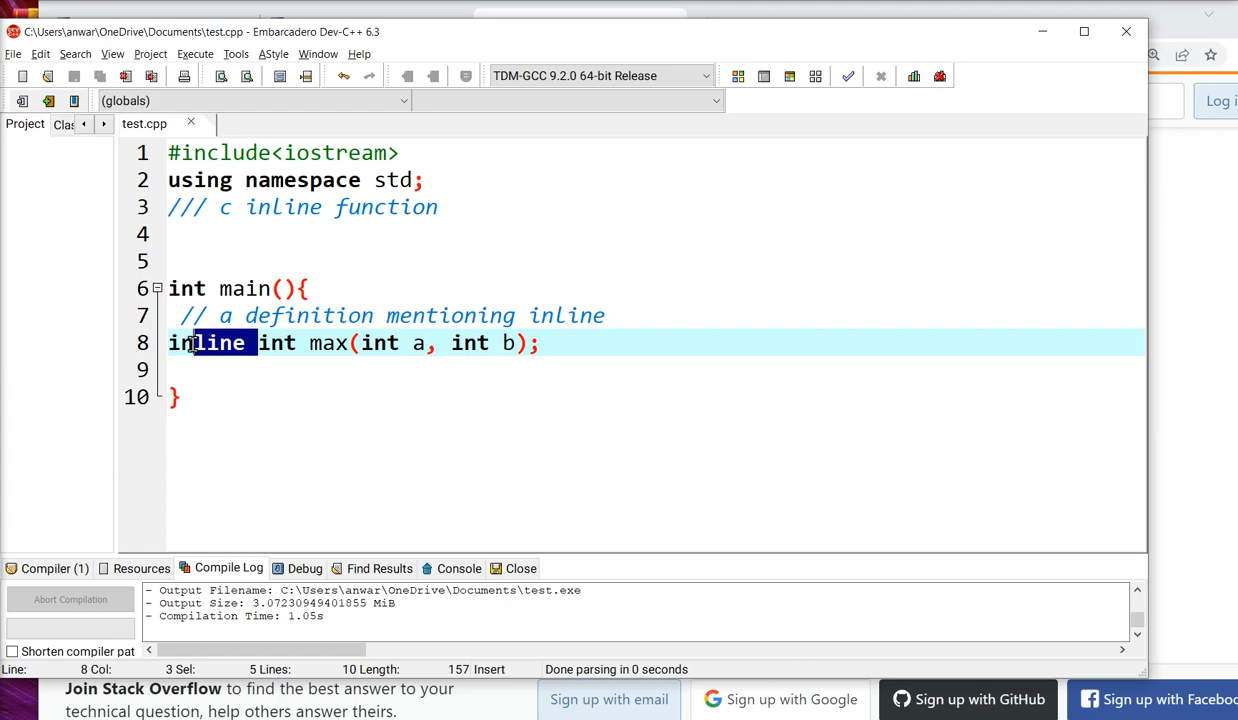 C:\Users\anwar\OneDrive\Documents\test.cpp - Embarcadero Dev-C++ 6.3
File Edit Search View Project Execute Tools AStyle Window Help
TDM-GCC 9.2.0 64-bit Release
(globals)
Log i
Project Clas test.cpp
1 #include<iostream>
2 using namespace std;
3 /// c inline function
4
5
6 int main(){
7 // a definition mentioning inline
8 inline int max(int a, int b);
9
10 }
Compiler (1) Resources Compile Log Debug Find Results Console Close
Abort Compilation
- Output Filename: C:\Users\anwar\OneDrive\Documents\test.exe
- Output Size: 3.07230949401855 MiB
- Compilation Time: 1.05s
Shorten compiler pat
Line: 8 Col: 3 Sel: 5 Lines: 10 Length: 157 Insert Done parsing in 0 seconds
Join Stack Overflow to find the best answer to your
technical question, help others answer theirs.
Sign up with email Sign up with Google Sign up with GitHub Sign up with Faceboo